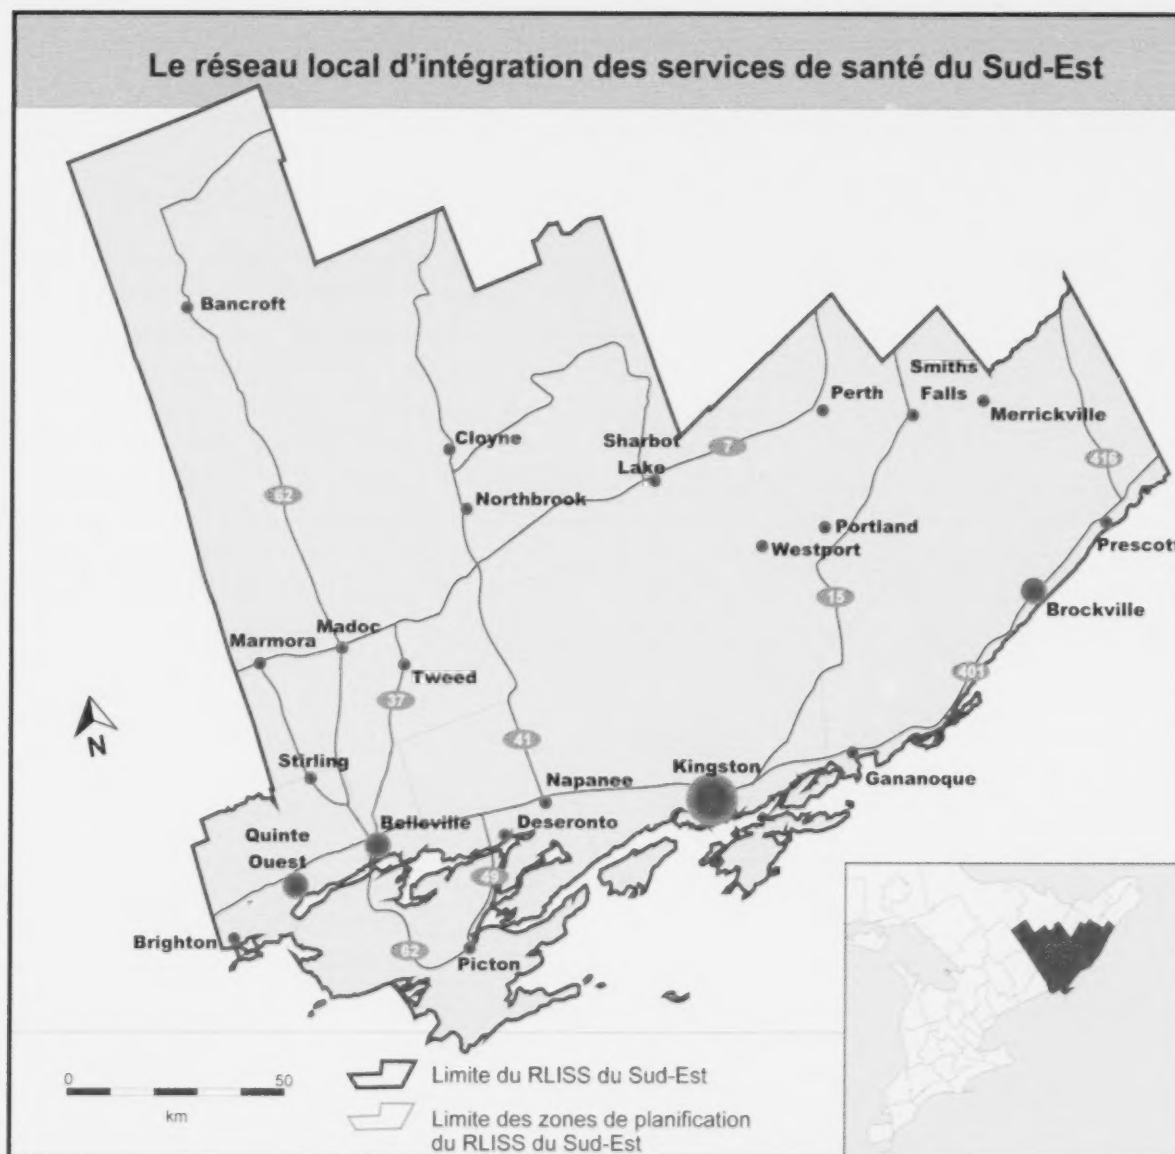 Le réseau local d'intégration des services de santé du Sud-Est
Bancroft
Cloyne
Northbrook
62
Sharbot
Lake
7
Perth
Smiths
Falls
Merrickville
416
Portland
Westport
Prescott
15
Brockville
Marmora
Madoc
Tweed
37
401
N
41
Stirling
Napanee
Kingston
Gananoque
Belleville
Deseronto
Quinte
Ouest
49
Brighton
62
Picton
0 50
km
Limite du RLISS du Sud-Est
Limite des zones de planification
du RLISS du Sud-Est